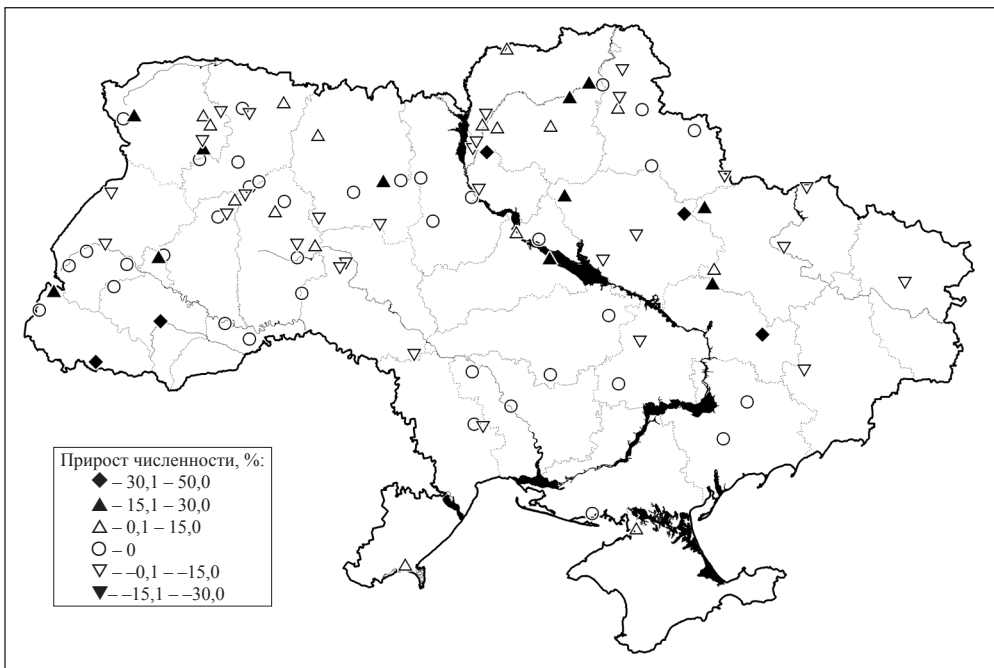 Прирост численности, %:
– 30,1 – 50,0
– 15,1 – 30,0
– 0,1 – 15,0
– 0
– –0,1 – –15,0
– –15,1 – –30,0